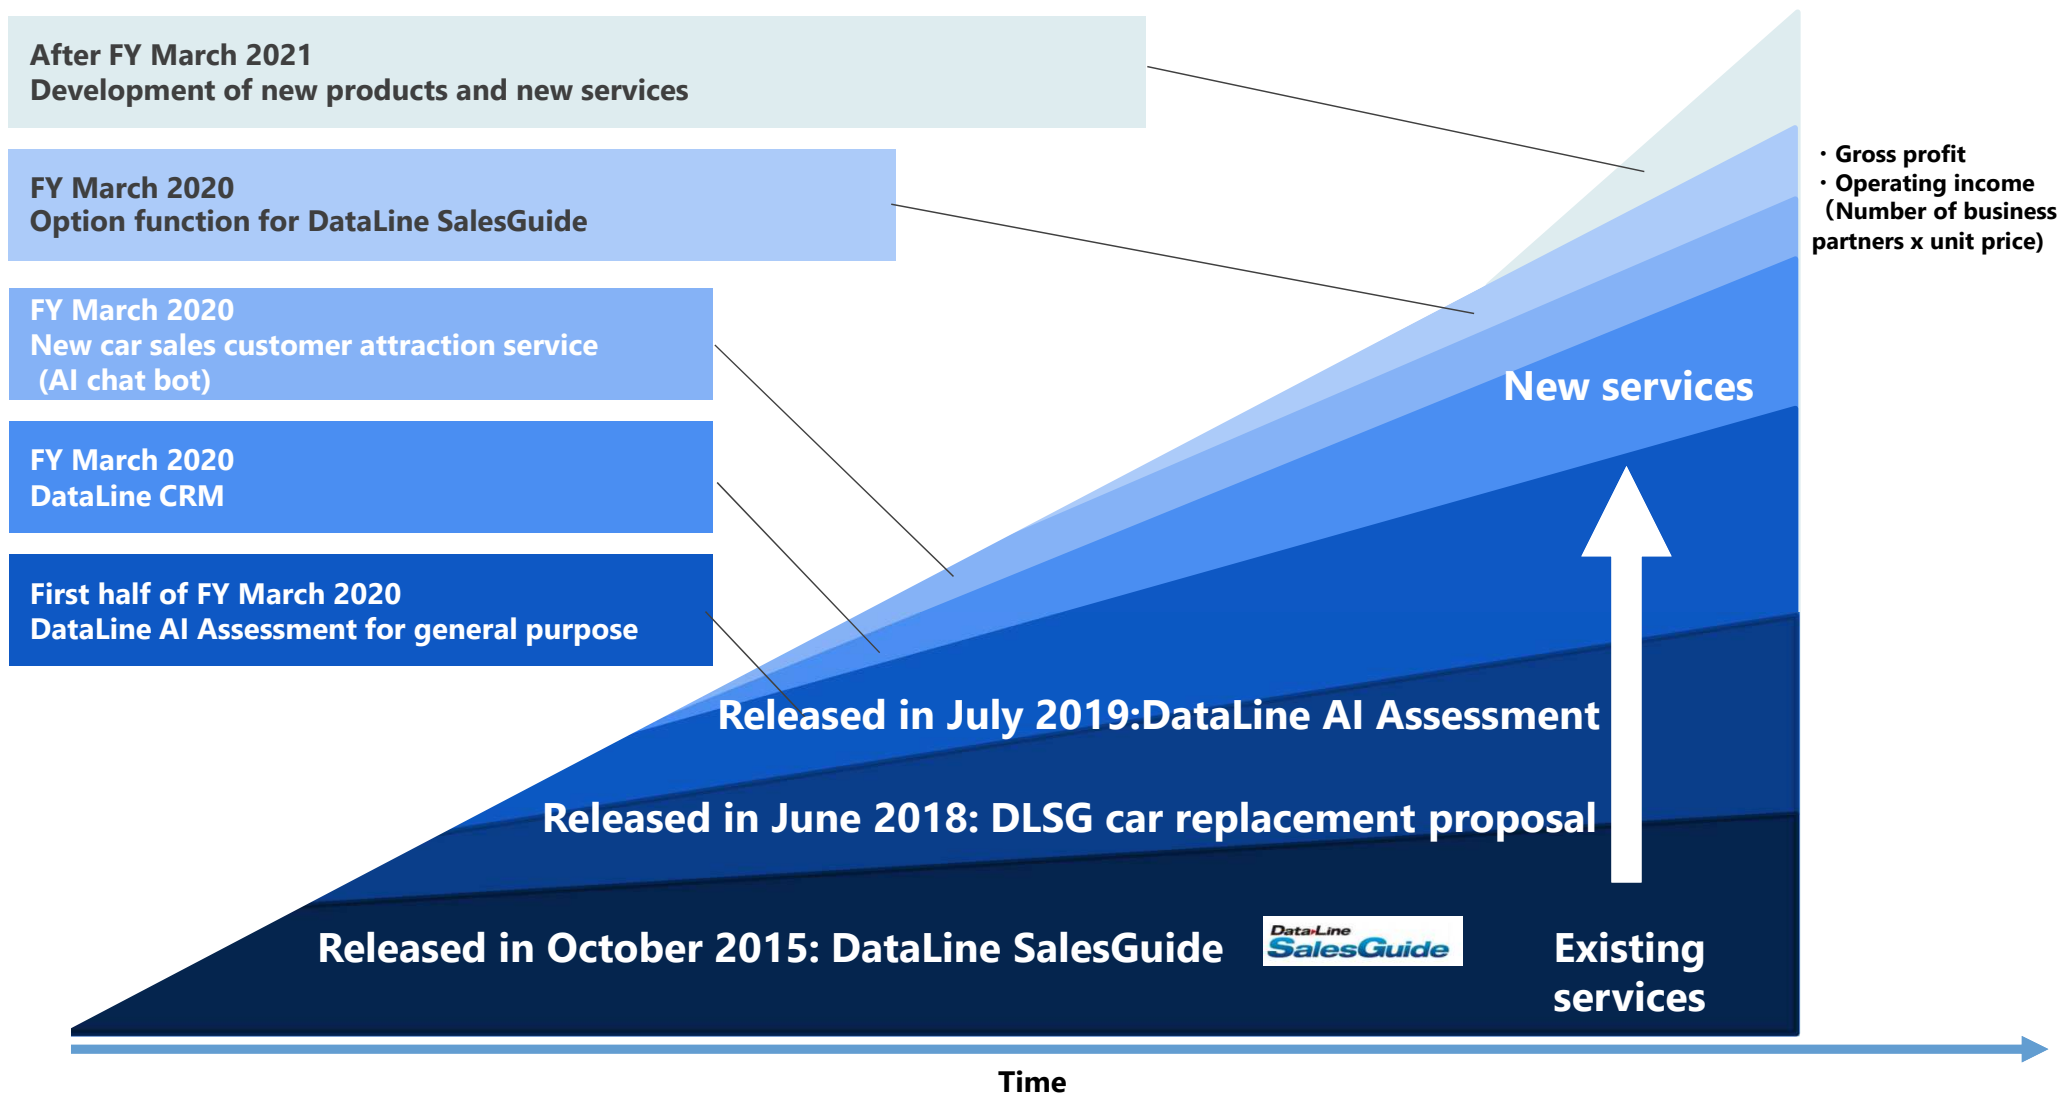 After FY March 2021
Development of new products and new services
FY March 2020
Option function for DataLine SalesGuide
FY March 2020
New car sales customer attraction service
(AI chat bot)
FY March 2020
DataLine CRM
First half of FY March 2020
DataLine AI Assessment for general purpose
・Gross profit
・Operating income
（Number of business
partners x unit price)
New services
Released in July 2019:DataLine AI Assessment
Released in June 2018: DLSG car replacement proposal
Released in October 2015: DataLine SalesGuide
DataLine
SalesGuide
Existing
services
Time